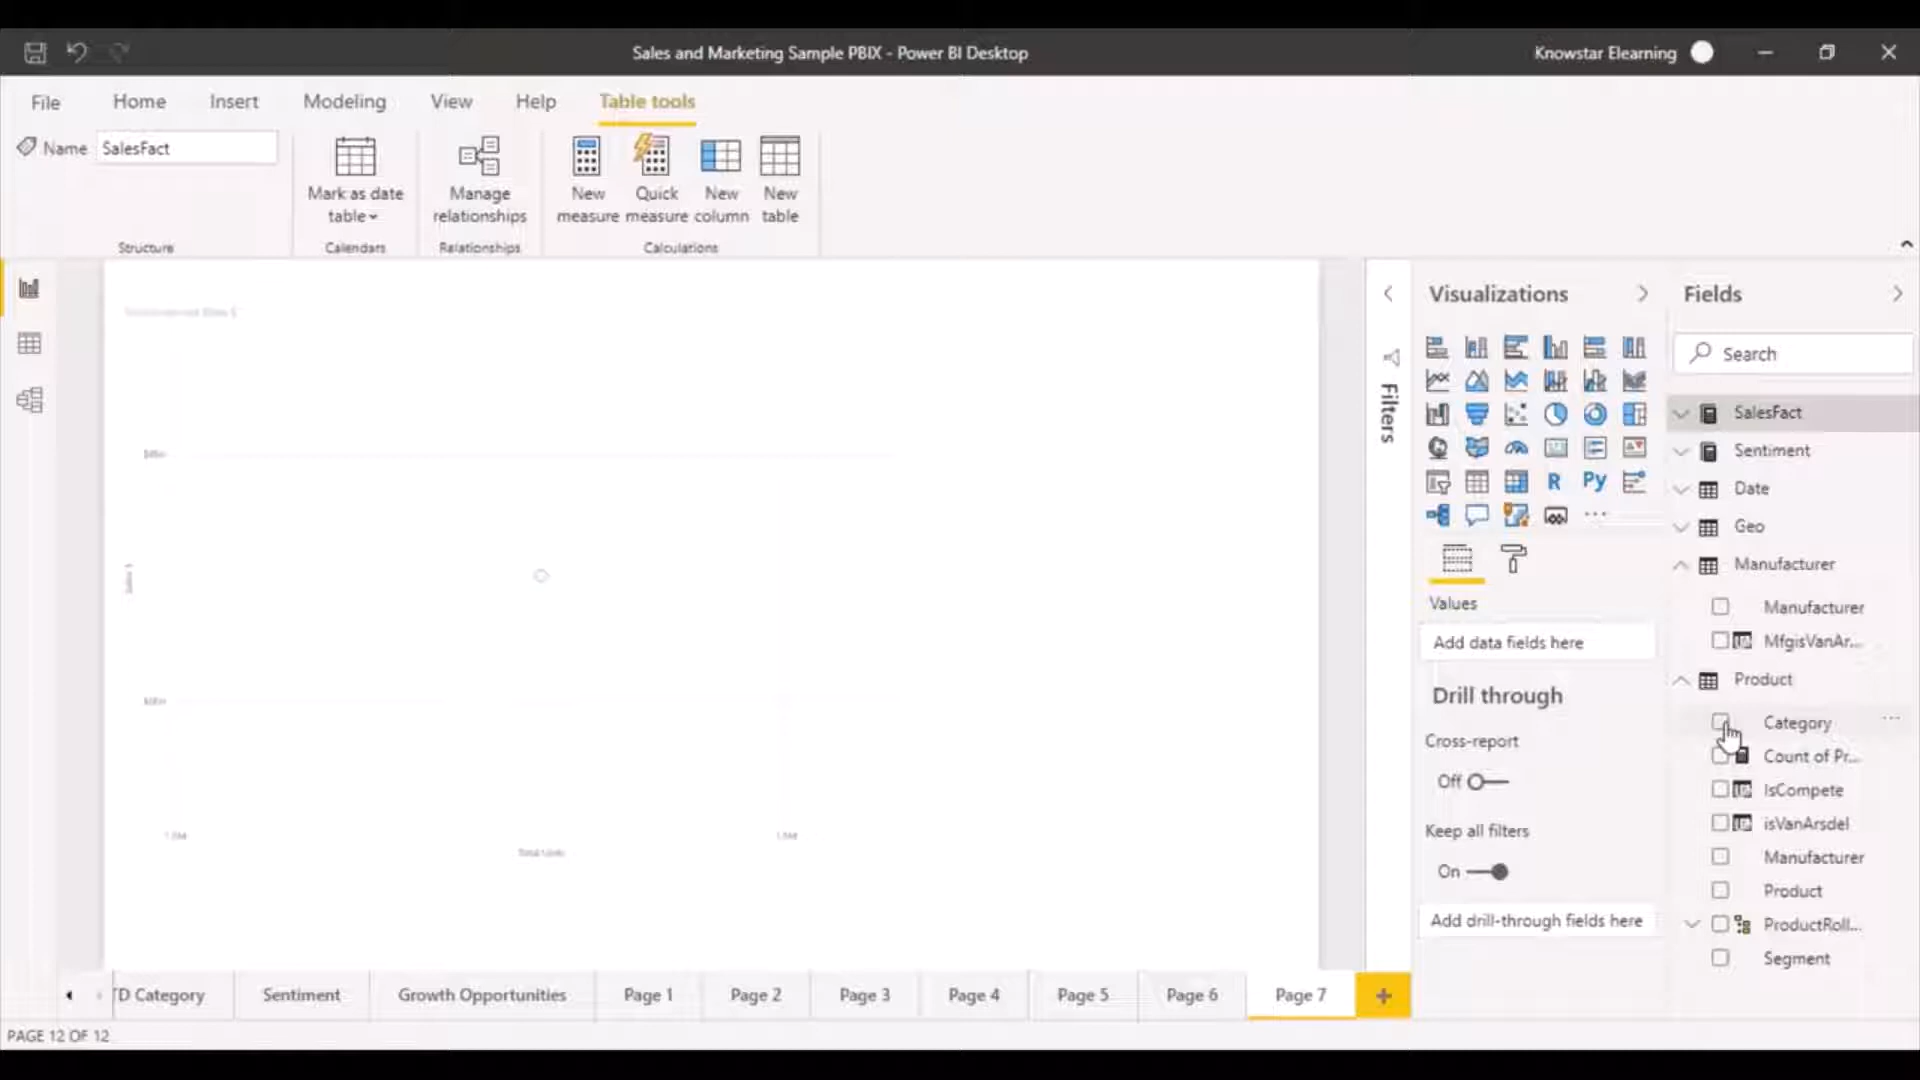 Sales and Marketing Sample PBIX - Power BI Desktop
Knowstar Elearning
File
Home
Insert
Modeling
View
Help
Table tools
Name
SalesFact
Mark as date
table
Manage
relationships
New
measure
Quick
measure
New
column
New
table
Structure
Calendars
Relationships
Calculations
Sales $
Total Units
Filters
Visualizations
R
Py
Values
Add data fields here
Drill through
Cross-report
Off
Keep all filters
On
Add drill-through fields here
Fields
Search
SalesFact
Sentiment
Date
Geo
Manufacturer
Manufacturer
MfgisVanAr...
Product
Category
Count of Pr...
IsCompete
isVanArsdel
Manufacturer
Product
ProductRoll...
Segment
TD Category
Sentiment
Growth Opportunities
Page 1
Page 2
Page 3
Page 4
Page 5
Page 6
Page 7
PAGE 12 OF 12